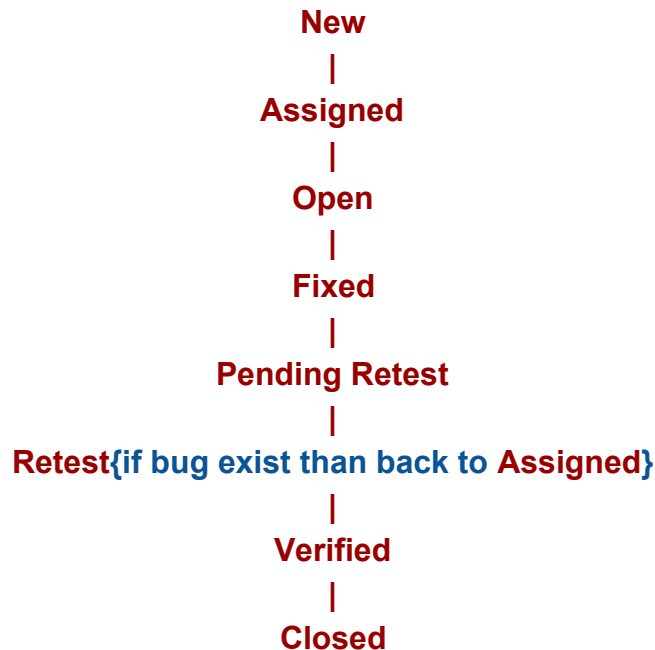 New
|
Assigned
|
Open
|
Fixed
|
Pending Retest
|
Retest{if bug exist than back to Assigned}
|
Verified
|
Closed